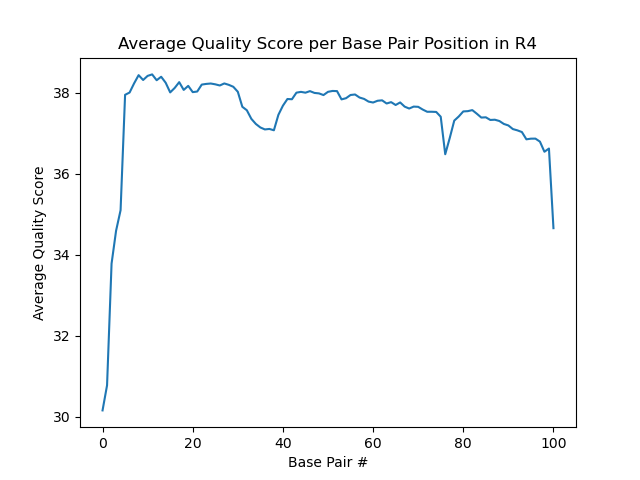 Average Quality Score per Base Pair Position in R4
Average Quality Score
38
36
34
32
30
0 20 40 60 80 100
Base Pair #